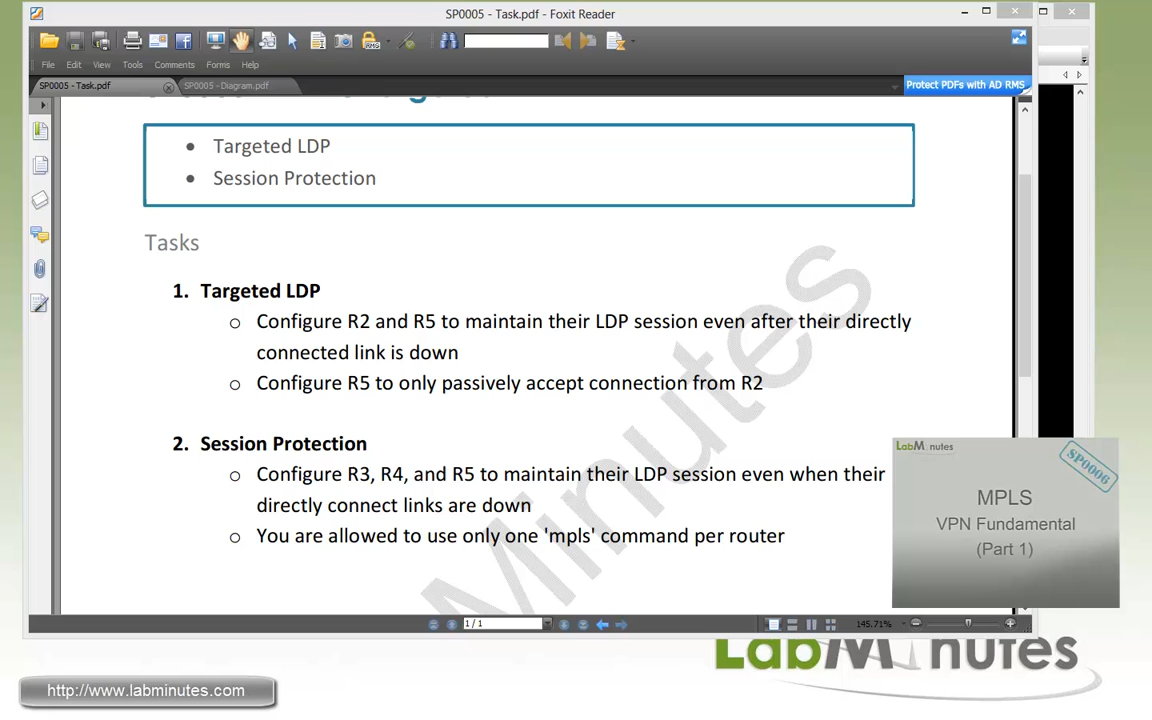 SP0005 - Task.pdf - Foxit Reader
File Edit View Tools Comments Forms Help
SP0005 - Task.pdf
SP0005 - Diagram.pdf
Protect PDFs with AD RMS
• Targeted LDP
• Session Protection
Tasks
1. Targeted LDP
o Configure R2 and R5 to maintain their LDP session even after their directly
connected link is down
o Configure R5 to only passively accept connection from R2
2. Session Protection
o Configure R3, R4, and R5 to maintain their LDP session even when their
directly connect links are down
o You are allowed to use only one 'mpls' command per router
Minutes
LabMinutes
SP0006
MPLS
VPN Fundamental
(Part 1)
1 / 1
145.71%
LabMinutes
http://www.labminutes.com